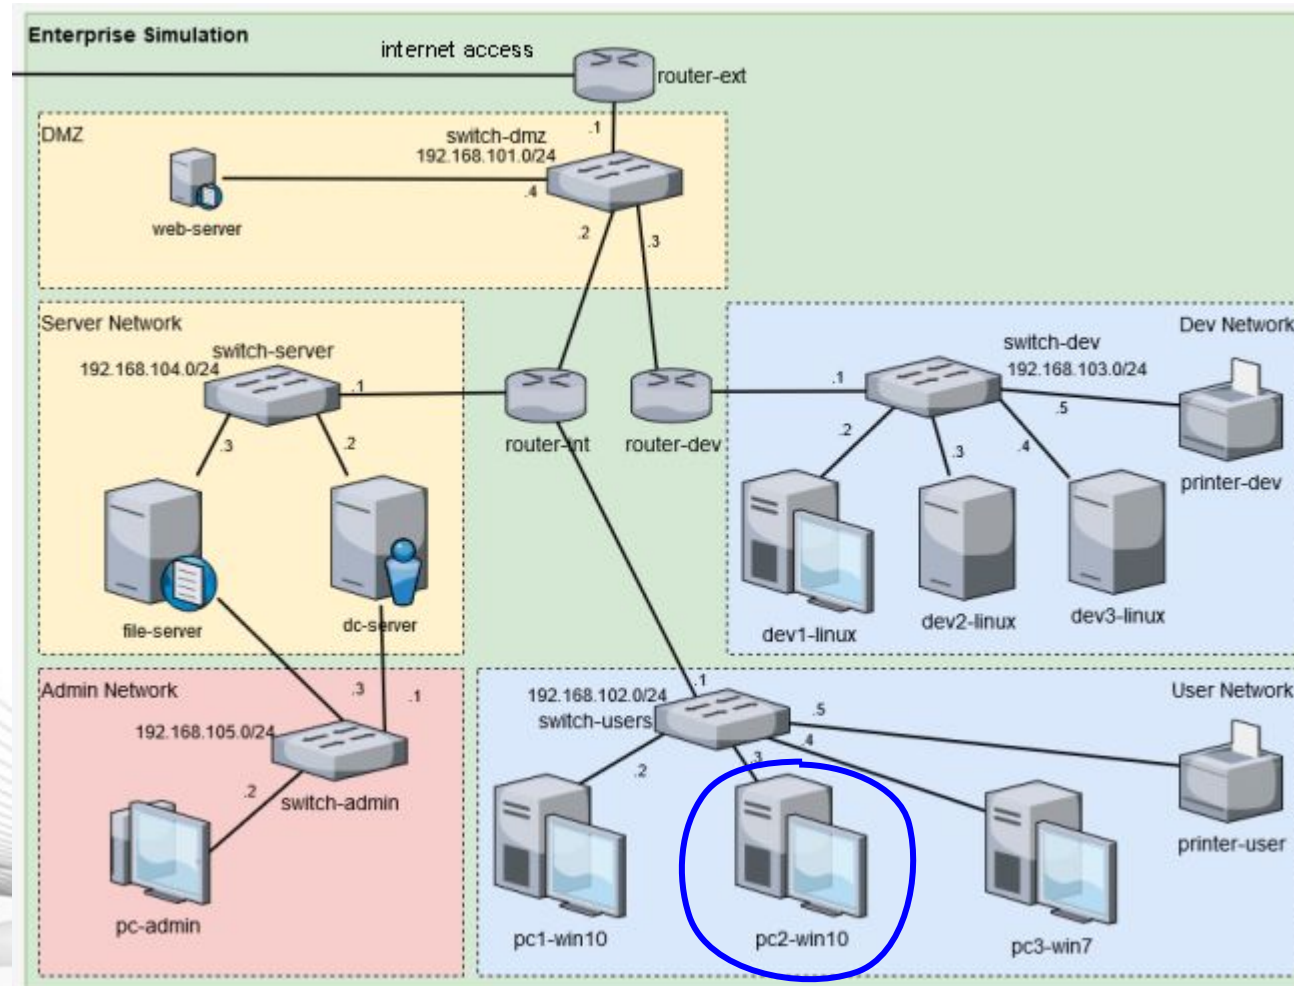 Enterprise Simulation
internet access
router-ext
DMZ
switch-dmz
192.168.101.0/24
.1
.4
web-server
.2
.3
Server Network
switch-server
192.168.104.0/24
.1
.3
.2
file-server
dc-server
router-int
router-dev
Dev Network
switch-dev
192.168.103.0/24
.1
.5
.2
.3
.4
printer-dev
dev1-linux
dev2-linux
dev3-linux
Admin Network
.3
.1
192.168.105.0/24
.2
switch-admin
pc-admin
User Network
.1
192.168.102.0/24
switch-users
.5
.4
.2
.3
printer-user
pc1-win10
pc2-win10
pc3-win7